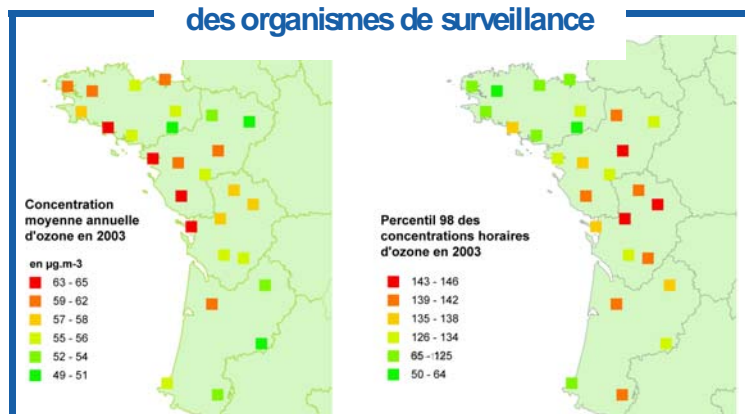 des organismes de surveillance
Concentration
moyenne annuelle
d'ozone en 2003
en µg.m-3
63 - 65
59 - 62
57 - 58
55 - 56
52 - 54
49 - 51
Percentil 98 des
concentrations horaires
d'ozone en 2003
143 - 146
139 - 142
135 - 138
126 - 134
65 - 125
50 - 64